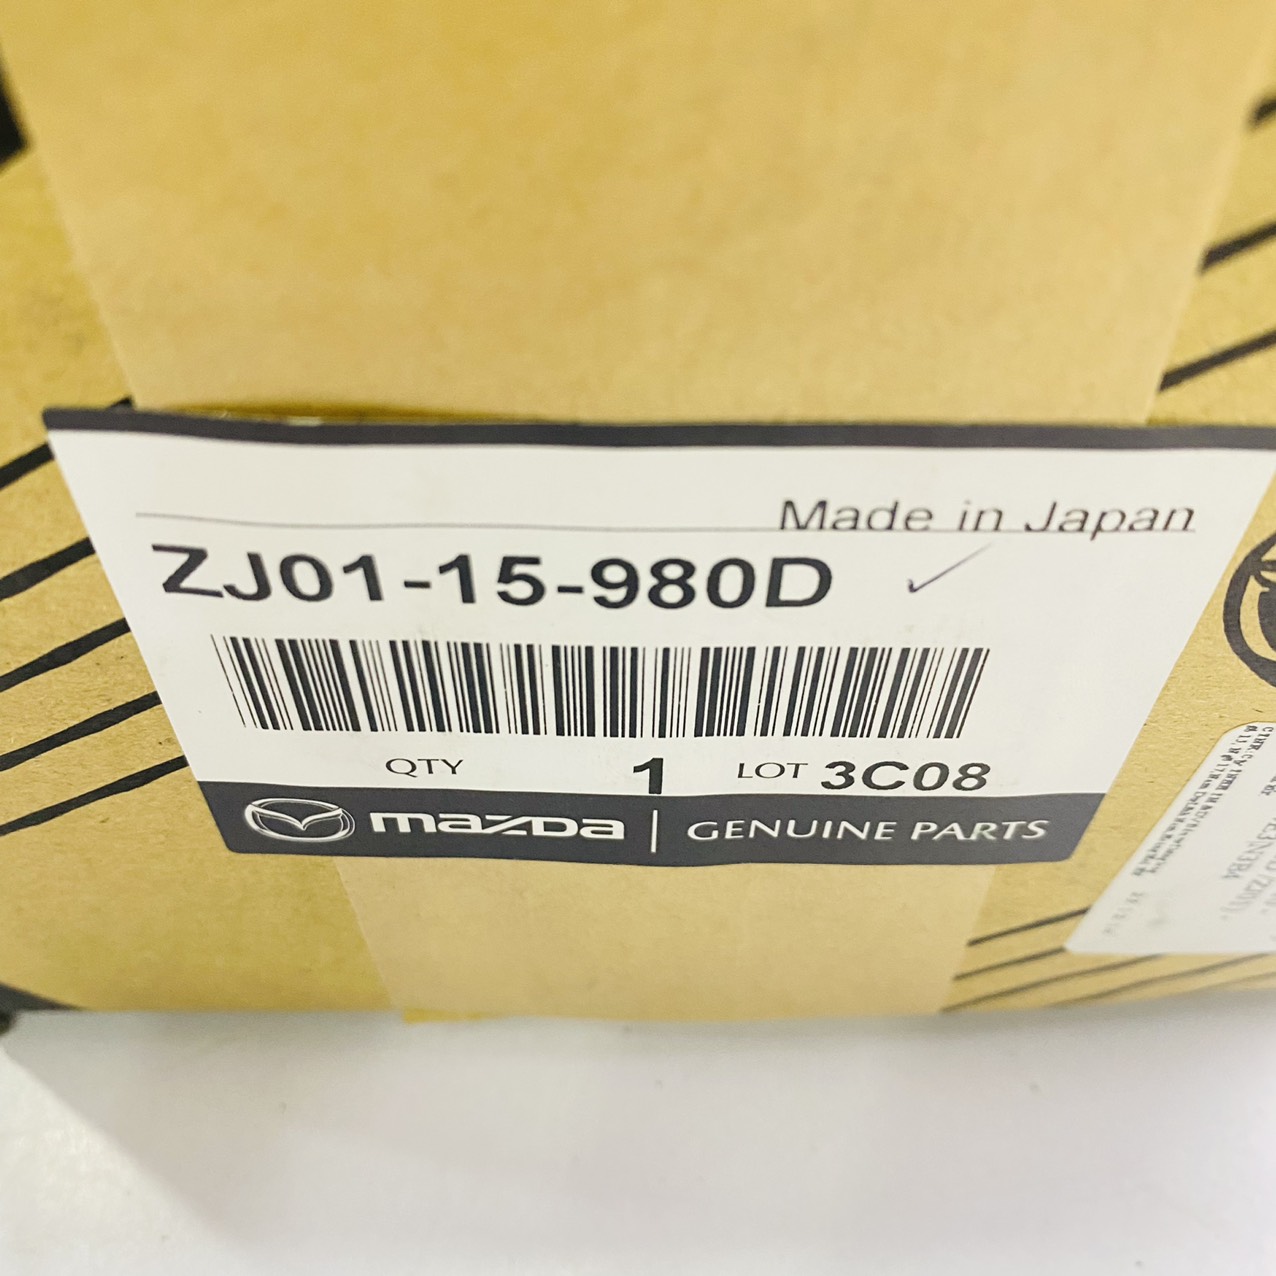 Made in Japan
ZJ01-15-980D
QTY 1 LOT 3C08
mazda | GENUINE PARTS